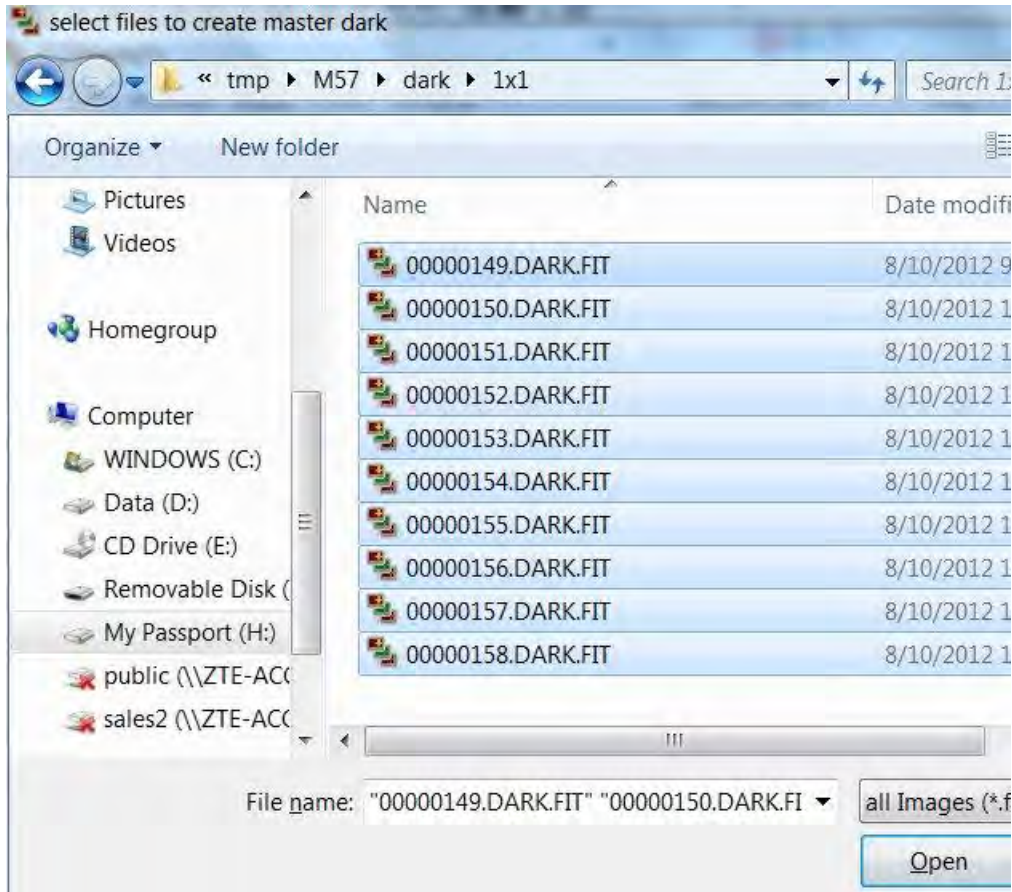 select files to create master dark
« tmp ▸ M57 ▸ dark ▸ 1x1
Search 1
Organize ▾ New folder
Pictures
Videos
Homegroup
Computer
WINDOWS (C:)
Data (D:)
CD Drive (E:)
Removable Disk (
My Passport (H:)
public (\\ZTE-AC
sales2 (\\ZTE-AC
Name Date modifi
00000149.DARK.FIT 8/10/2012 9
00000150.DARK.FIT 8/10/2012 1
00000151.DARK.FIT 8/10/2012 1
00000152.DARK.FIT 8/10/2012 1
00000153.DARK.FIT 8/10/2012 1
00000154.DARK.FIT 8/10/2012 1
00000155.DARK.FIT 8/10/2012 1
00000156.DARK.FIT 8/10/2012 1
00000157.DARK.FIT 8/10/2012 1
00000158.DARK.FIT 8/10/2012 1
File name: "00000149.DARK.FIT" "00000150.DARK.FI all Images (*.f
Open